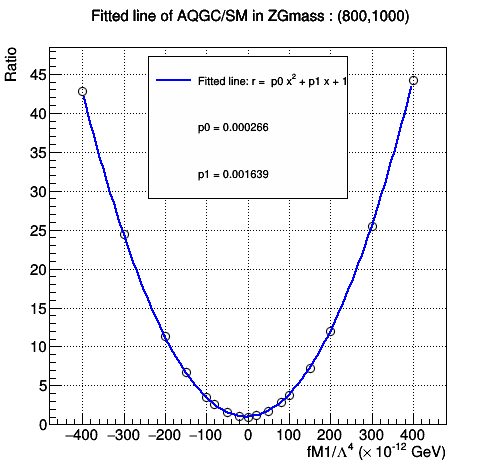 Fitted line of AQGC/SM in ZGmass : (800,1000)
Ratio
45
40
35
30
25
20
15
10
5
0
Fitted line: r = p0 x² + p1 x + 1
p0 = 0.000266
p1 = 0.001639
−400 −300 −200 −100 0 100 200 300 400
fM1/Λ⁴ (× 10⁻¹² GeV)